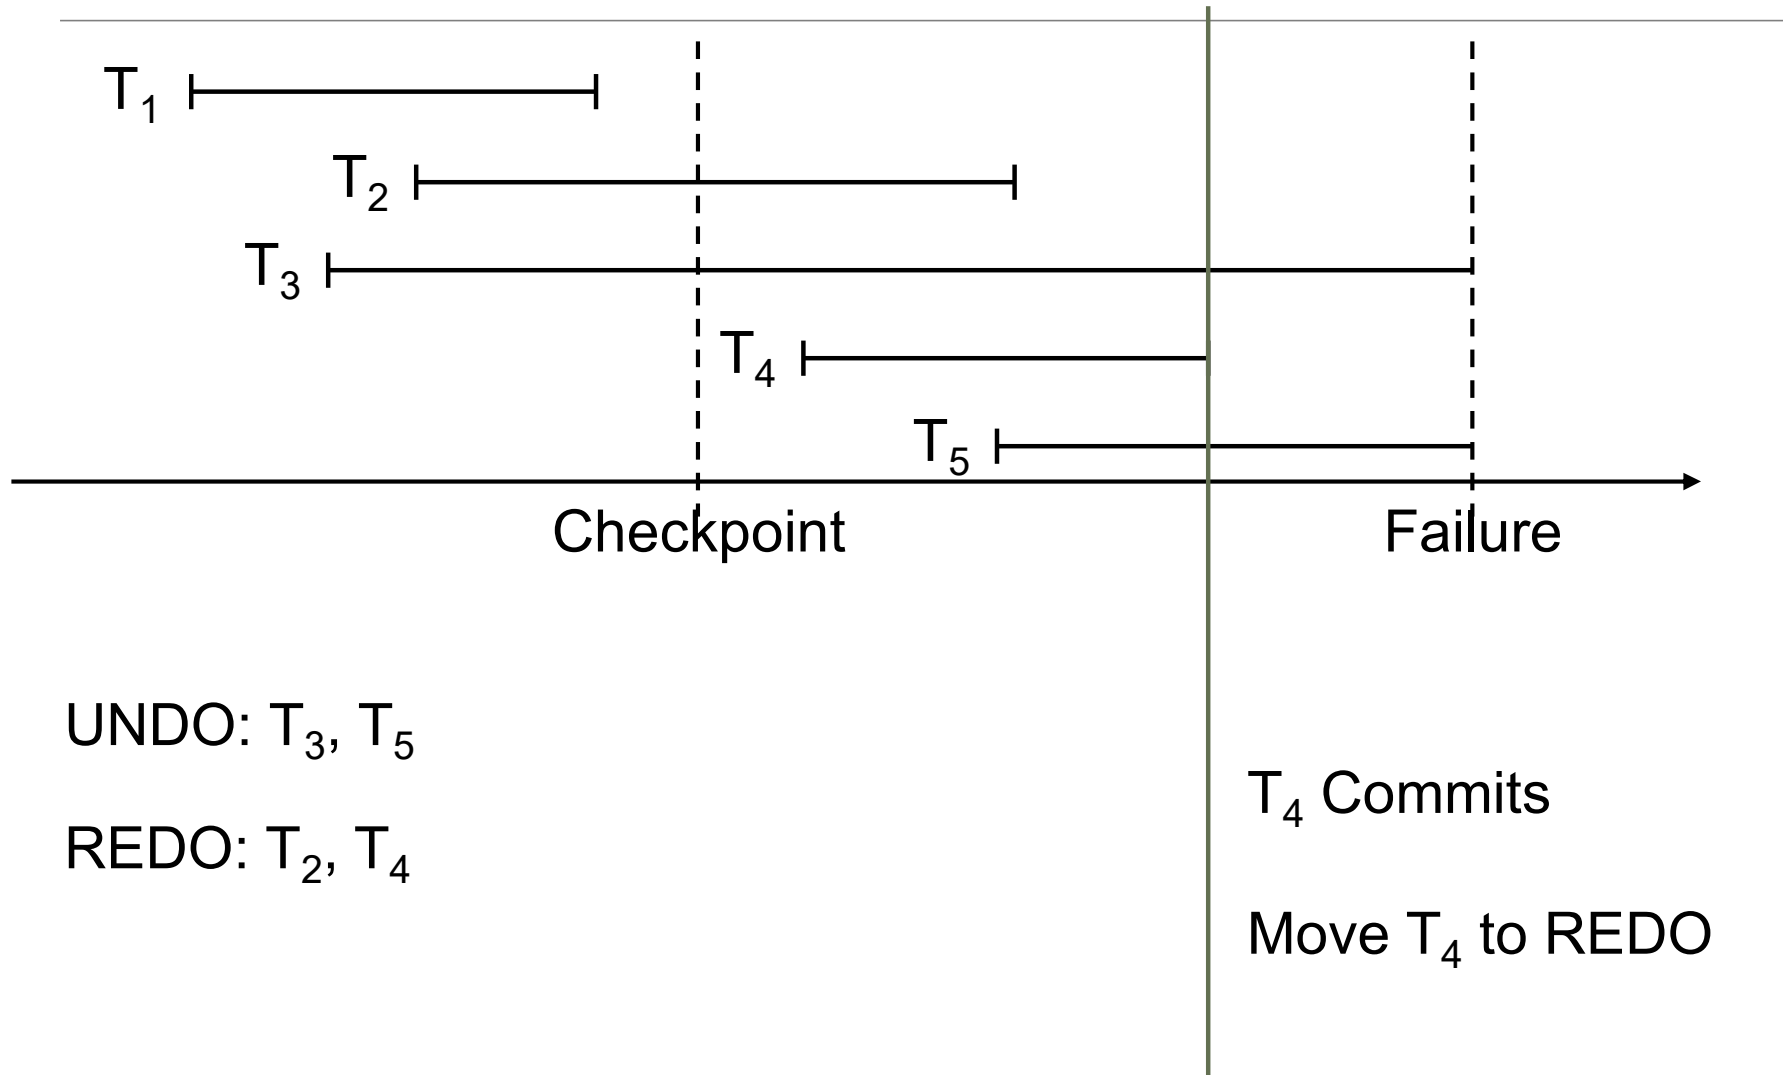 T₁
T₂
T₃
T₄
T₅
Checkpoint
Failure
UNDO: T₃, T₅
REDO: T₂, T₄
T₄ Commits
Move T₄ to REDO